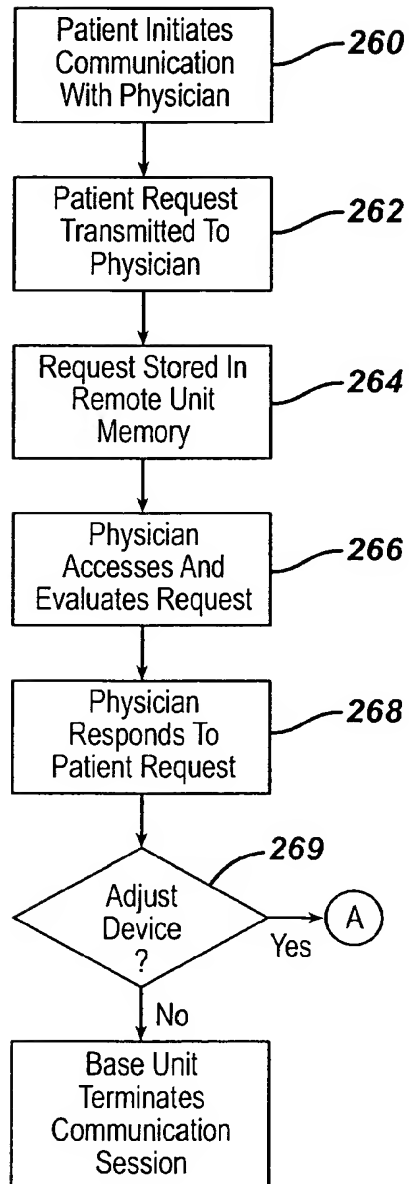 Patient Initiates
Communication
With Physician
260
Patient Request
Transmitted To
Physician
262
Request Stored In
Remote Unit
Memory
264
Physician
Accesses And
Evaluates Request
266
Physician
Responds To
Patient Request
268
269
Adjust
Device
?
Yes
A
No
Base Unit
Terminates
Communication
Session